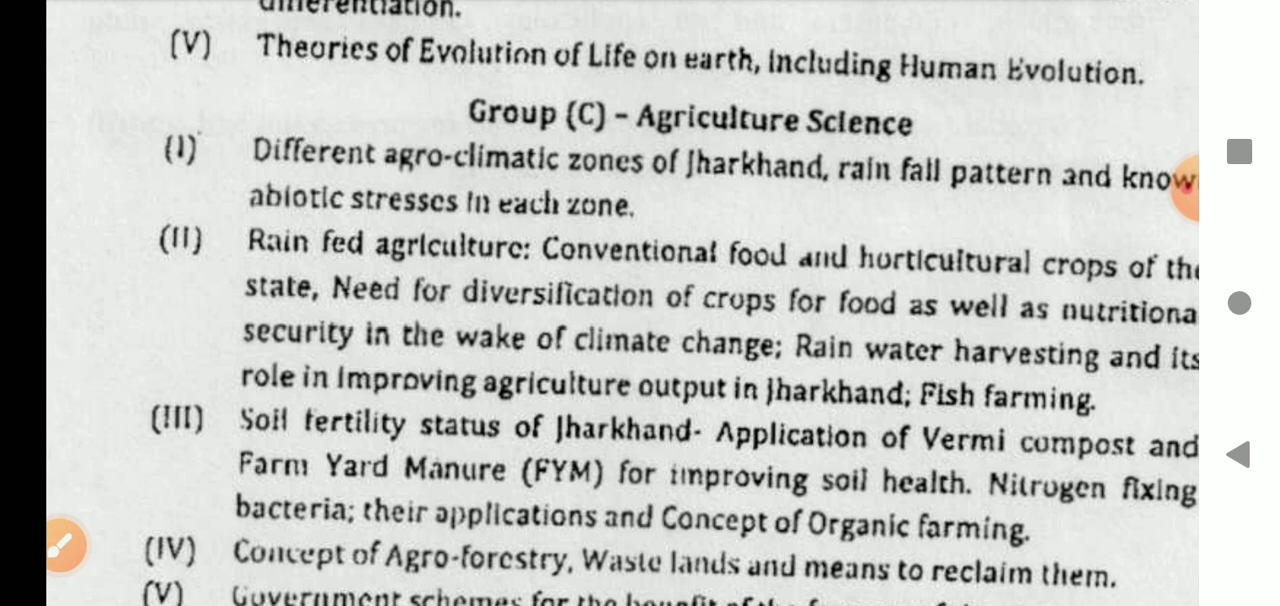 differentiation.
(V) Theories of Evolution of Life on earth, including Human Evolution.
Group (C) – Agriculture Science
(I) Different agro-climatic zones of Jharkhand, rain fall pattern and known
abiotic stresses in each zone.
(II) Rain fed agriculture: Conventional food and horticultural crops of the
state, Need for diversification of crops for food as well as nutritiona
security in the wake of climate change; Rain water harvesting and its
role in improving agriculture output in Jharkhand; Fish farming.
(III) Soil fertility status of Jharkhand- Application of Vermi compost and
Farm Yard Manure (FYM) for improving soil health. Nitrogen fixing
bacteria; their applications and Concept of Organic farming.
(IV) Concept of Agro-forestry, Waste lands and means to reclaim them.
(V) Government schemes for the benefit of the farmers of